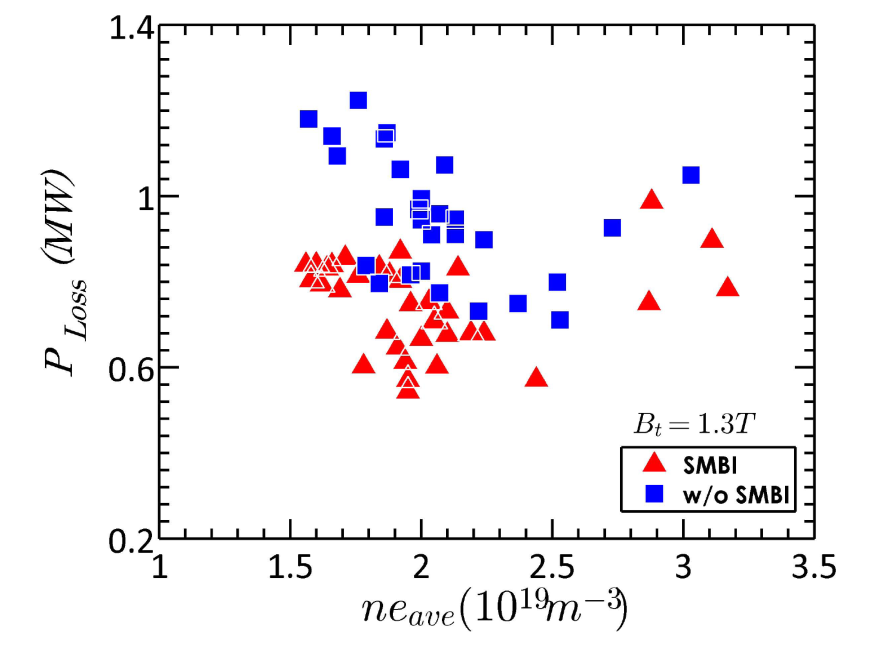 1.4
1
0.6
0.2
P Loss (MW)
1 1.5 2 2.5 3 3.5
ne_ave(10^19 m^−3)
B_t = 1.3T
SMBI
w/o SMBI